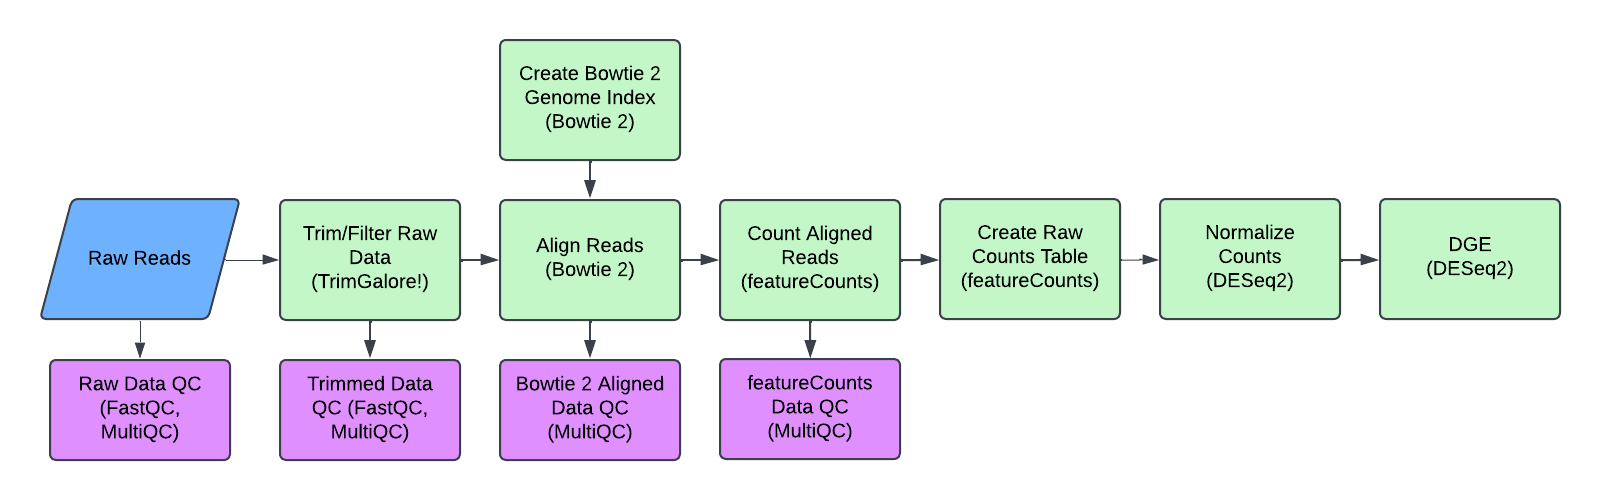 Create Bowtie 2
Genome Index
(Bowtie 2)
Raw Reads
Trim/Filter Raw
Data
(TrimGalore!)
Align Reads
(Bowtie 2)
Count Aligned
Reads
(featureCounts)
Create Raw
Counts Table
(featureCounts)
Normalize
Counts
(DESeq2)
DGE
(DESeq2)
Raw Data QC
(FastQC,
MultiQC)
Trimmed Data
QC (FastQC,
MultiQC)
Bowtie 2 Aligned
Data QC
(MultiQC)
featureCounts
Data QC
(MultiQC)